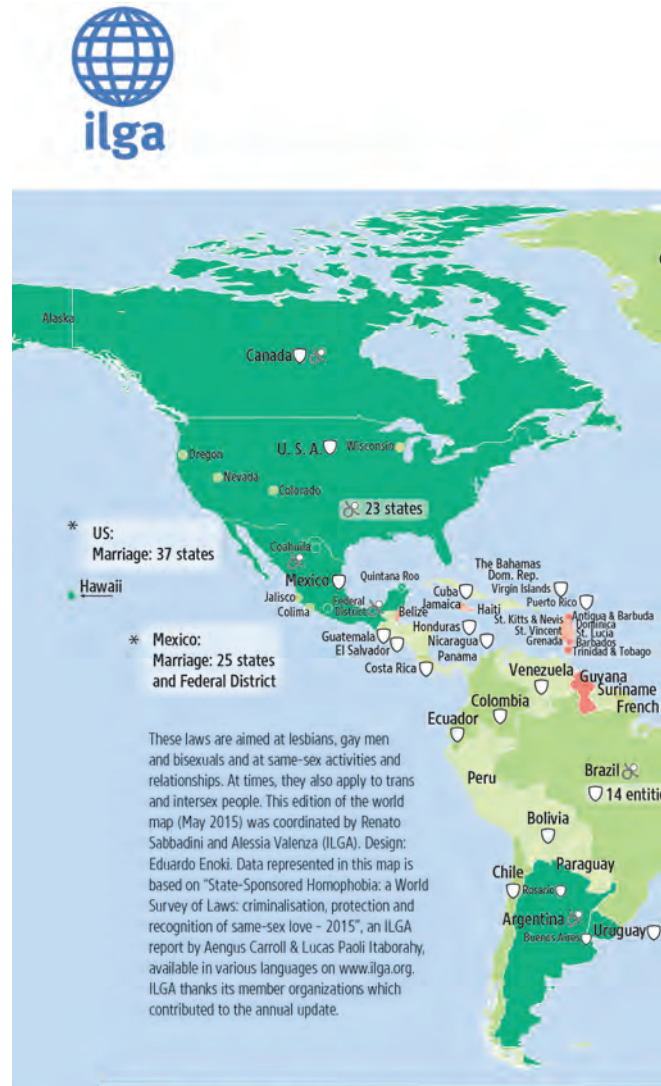 ilga
Alaska
Canada
Oregon
U. S. A.
Wisconsin
Nevada
Colorado
23 states
* US:
Marriage: 37 states
Hawaii
Coahuila
Mexico
Quintana Roo
Jalisco
Colima
Federal
District
* Mexico:
Marriage: 25 states
and Federal District
The Bahamas
Dom. Rep.
Virgin Islands
Puerto Rico
Cuba
Jamaica
Haiti
Belize
St. Kitts & Nevis
Antigua & Barbuda
Dominica
St. Vincent
St. Lucia
Grenada
Barbados
Trinidad & Tobago
Honduras
Guatemala
El Salvador
Nicaragua
Panama
Costa Rica
Venezuela
Guyana
Suriname
French
Colombia
Ecuador
Peru
Brazil
14 entiti
Bolivia
Paraguay
Chile
Rosario
Argentina
Buenos Aires
Uruguay
These laws are aimed at lesbians, gay men
and bisexuals and at same-sex activities and
relationships. At times, they also apply to trans
and intersex people. This edition of the world
map (May 2015) was coordinated by Renato
Sabbadini and Alessia Valenza (ILGA). Design:
Eduardo Enoki. Data represented in this map is
based on "State-Sponsored Homophobia: a World
Survey of Laws: criminalisation, protection and
recognition of same-sex love - 2015", an ILGA
report by Aengus Carroll & Lucas Paoli Itaborahy,
available in various languages on www.ilga.org.
ILGA thanks its member organizations which
contributed to the annual update.